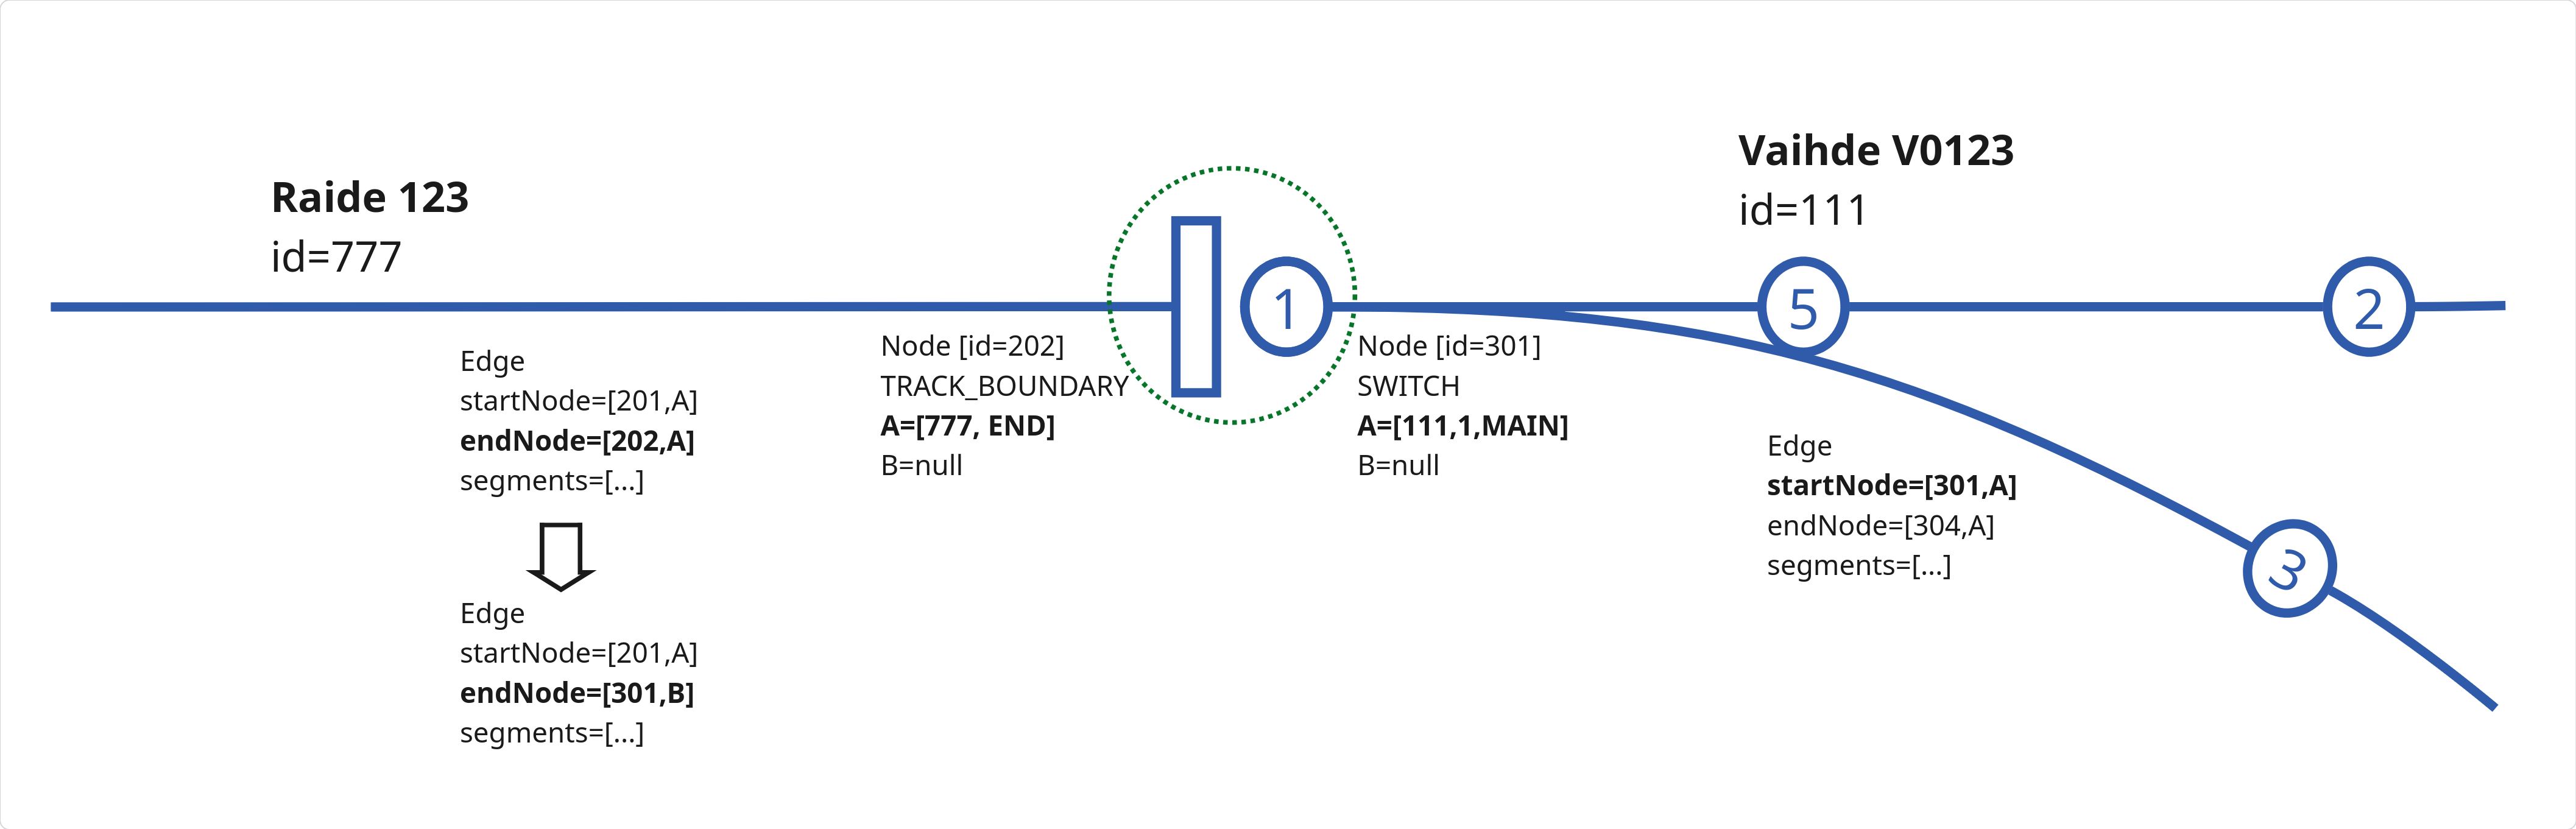 Raide 123
id=777
Vaihde V0123
id=111
1
5
2
3
Edge
startNode=[201,A]
endNode=[202,A]
segments=[...]
Edge
startNode=[201,A]
endNode=[301,B]
segments=[...]
Node [id=202]
TRACK_BOUNDARY
A=[777, END]
B=null
Node [id=301]
SWITCH
A=[111,1,MAIN]
B=null
Edge
startNode=[301,A]
endNode=[304,A]
segments=[...]